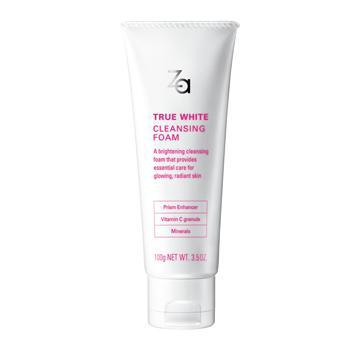 Za
TRUE WHITE
CLEANSING
FOAM
A brightening cleansing
foam that provides
essential care for
glowing, radiant skin
Prism Enhancer
Vitamin C granule
Minerals
100g NET WT. 3.5OZ.